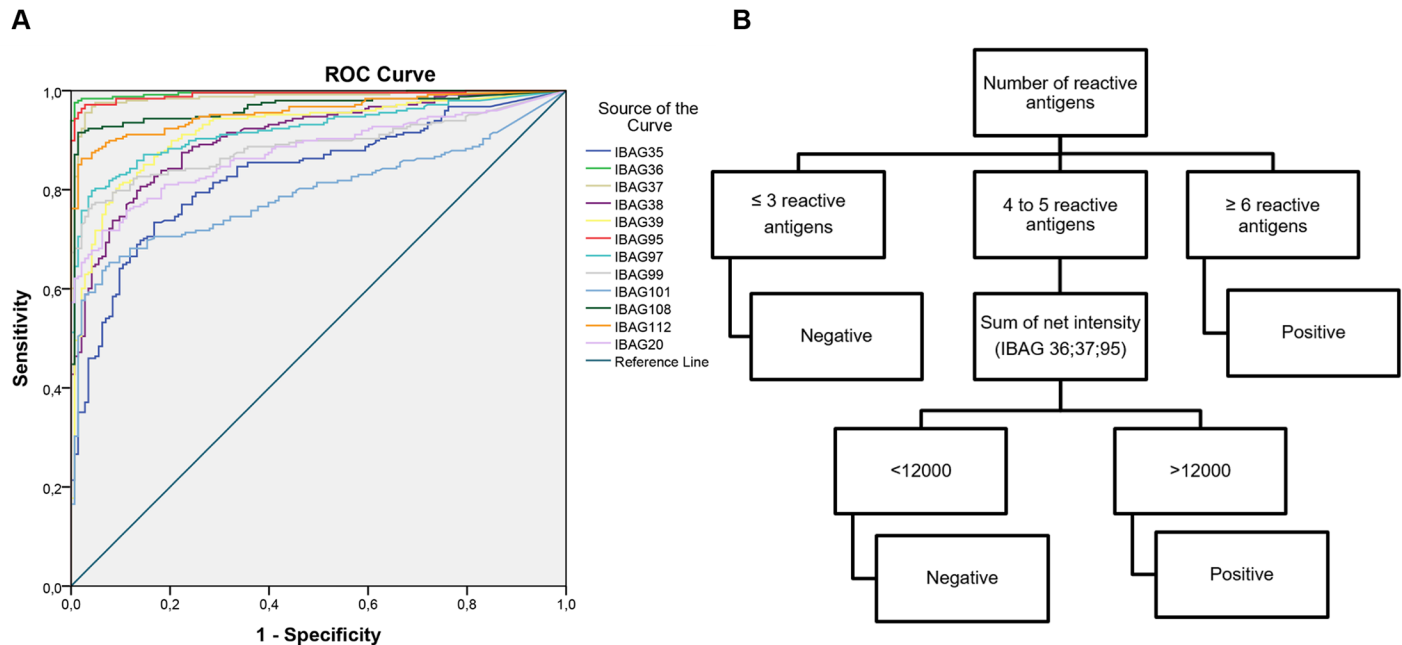 A
ROC Curve
1,0
0,8
0,6
0,4
0,2
0,0
0,0 0,2 0,4 0,6 0,8 1,0
Sensitivity
1 - Specificity
Source of the
Curve
IBAG35
IBAG36
IBAG37
IBAG38
IBAG39
IBAG95
IBAG97
IBAG99
IBAG101
IBAG108
IBAG112
IBAG20
Reference Line
B
Number of reactive
antigens
≤ 3 reactive
antigens
4 to 5 reactive
antigens
≥ 6 reactive
antigens
Negative
Sum of net intensity
(IBAG 36;37;95)
Positive
<12000
>12000
Negative
Positive